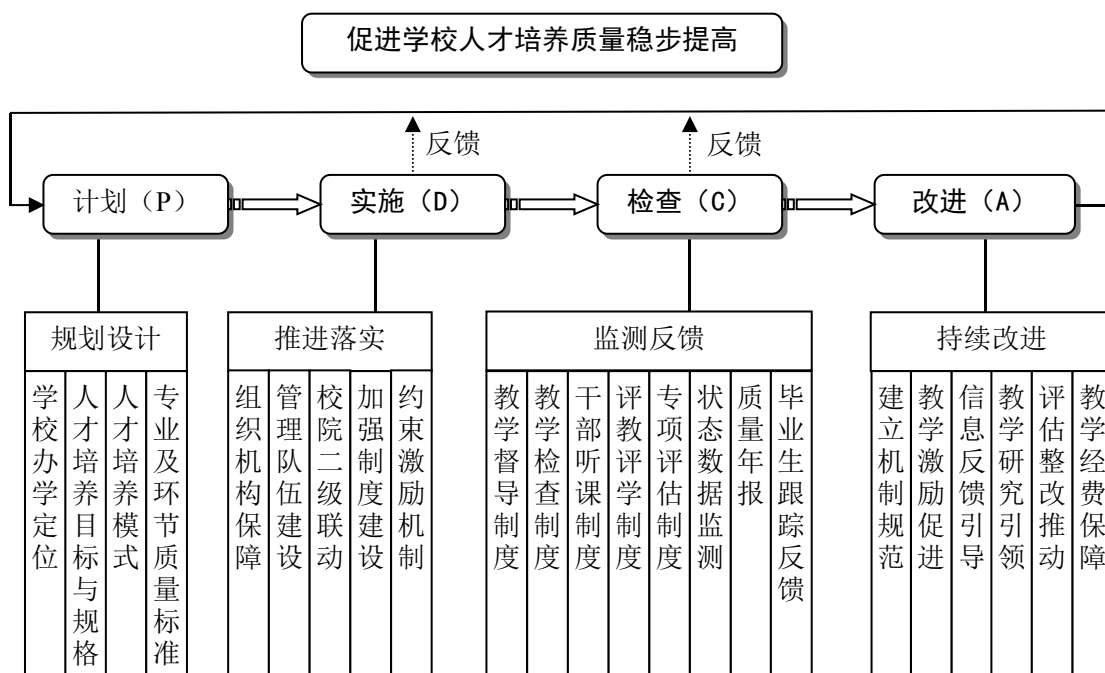 促进学校人才培养质量稳步提高
反馈
反馈
计划（P）
实施（D）
检查（C）
改进（A）
规划设计
学校办学定位
人才培养目标与规格
人才培养模式
专业及环节质量标准
推进落实
组织机构保障
管理队伍建设
校院二级联动
加强制度建设
约束激励机制
监测反馈
教学督导制度
教学检查制度
干部听课制度
评教评学制度
专项评估制度
状态数据监测
质量年报
毕业生跟踪反馈
持续改进
建立机制规范
教学激励促进
信息反馈引导
教学研究引领
评估整改推动
教学经费保障